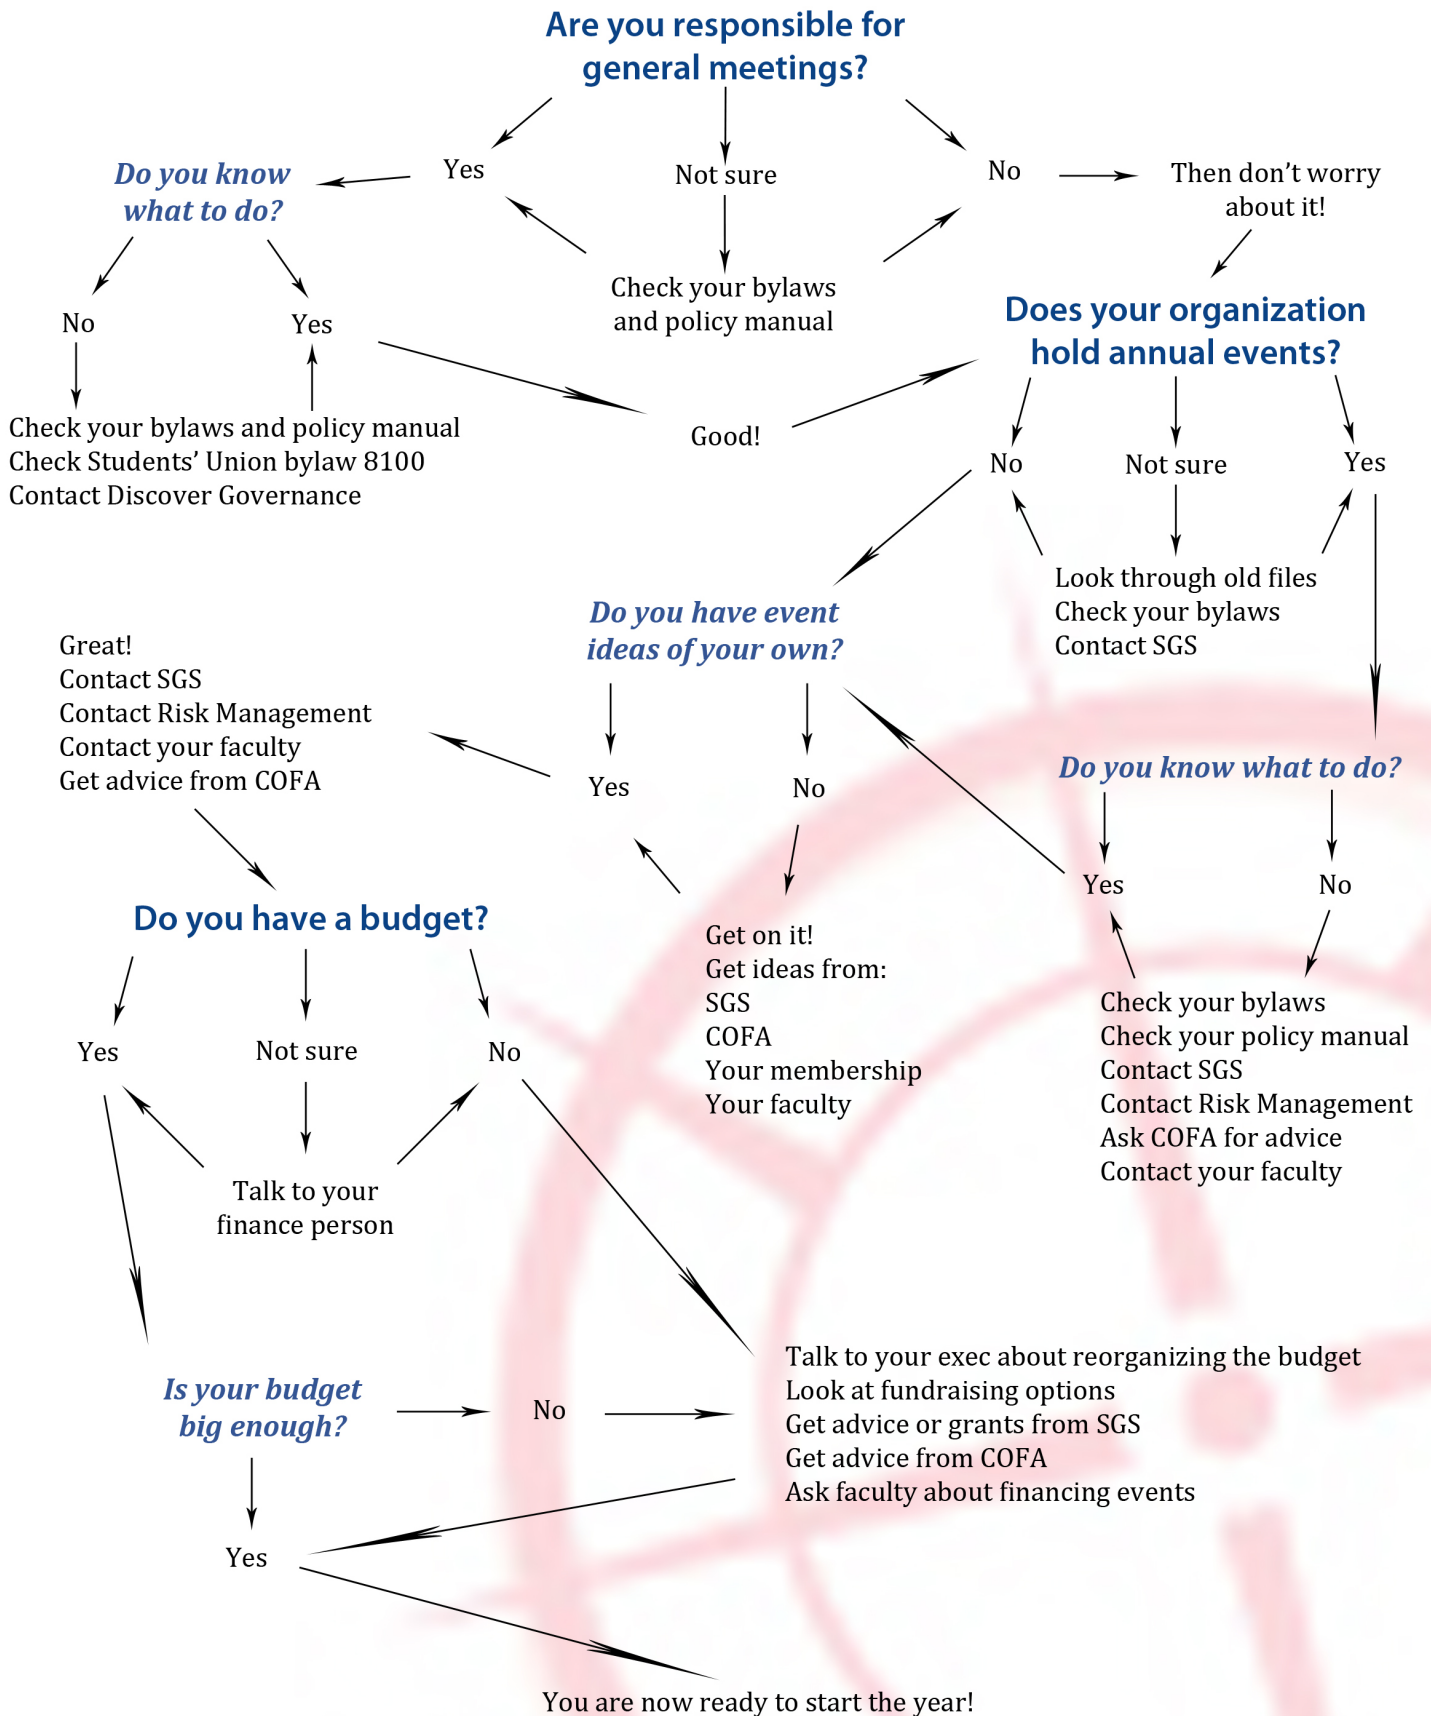 Are you responsible for
general meetings?
Yes
Not sure
No
Then don’t worry
about it!
Do you know
what to do?
No
Yes
Check your bylaws
and policy manual
Check your bylaws and policy manual
Check Students’ Union bylaw 8100
Contact Discover Governance
Good!
Does your organization
hold annual events?
No
Not sure
Yes
Look through old files
Check your bylaws
Contact SGS
Do you have event
ideas of your own?
Yes
No
Great!
Contact SGS
Contact Risk Management
Contact your faculty
Get advice from COFA
Get on it!
Get ideas from:
SGS
COFA
Your membership
Your faculty
Do you know what to do?
Yes
No
Check your bylaws
Check your policy manual
Contact SGS
Contact Risk Management
Ask COFA for advice
Contact your faculty
Do you have a budget?
Yes
Not sure
No
Talk to your
finance person
Is your budget
big enough?
No
Talk to your exec about reorganizing the budget
Look at fundraising options
Get advice or grants from SGS
Get advice from COFA
Ask faculty about financing events
Yes
You are now ready to start the year!